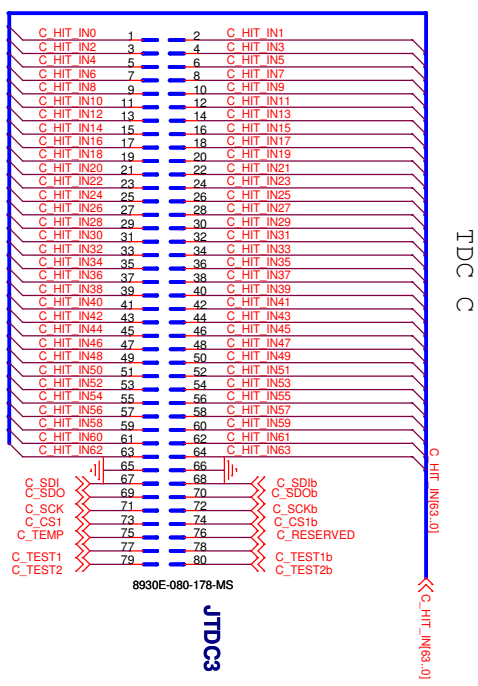 C_HIT_IN0 1 2 C_HIT_IN1
C_HIT_IN2 3 4 C_HIT_IN3
C_HIT_IN4 5 6 C_HIT_IN5
C_HIT_IN6 7 8 C_HIT_IN7
C_HIT_IN8 9 10 C_HIT_IN9
C_HIT_IN10 11 12 C_HIT_IN11
C_HIT_IN12 13 14 C_HIT_IN13
C_HIT_IN14 15 16 C_HIT_IN15
C_HIT_IN16 17 18 C_HIT_IN17
C_HIT_IN18 19 20 C_HIT_IN19
C_HIT_IN20 21 22 C_HIT_IN21
C_HIT_IN22 23 24 C_HIT_IN23
C_HIT_IN24 25 26 C_HIT_IN25
C_HIT_IN26 27 28 C_HIT_IN27
C_HIT_IN28 29 30 C_HIT_IN29
C_HIT_IN30 31 32 C_HIT_IN31
C_HIT_IN32 33 34 C_HIT_IN33
C_HIT_IN34 35 36 C_HIT_IN35
C_HIT_IN36 37 38 C_HIT_IN37
C_HIT_IN38 39 40 C_HIT_IN39
C_HIT_IN40 41 42 C_HIT_IN41
C_HIT_IN42 43 44 C_HIT_IN43
C_HIT_IN44 45 46 C_HIT_IN45
C_HIT_IN46 47 48 C_HIT_IN47
C_HIT_IN48 49 50 C_HIT_IN49
C_HIT_IN50 51 52 C_HIT_IN51
C_HIT_IN52 53 54 C_HIT_IN53
C_HIT_IN54 55 56 C_HIT_IN55
C_HIT_IN56 57 58 C_HIT_IN57
C_HIT_IN58 59 60 C_HIT_IN59
C_HIT_IN60 61 62 C_HIT_IN61
C_HIT_IN62 63 64 C_HIT_IN63
65 66
C_SDI 67 68 C_SDIb
C_SDO 69 70 C_SDOb
C_SCK 71 72 C_SCKb
C_CS1 73 74 C_CS1b
C_TEMP 75 76 C_RESERVED
C_TEST1 77 78 C_TEST1b
C_TEST2 79 80 C_TEST2b
8930E-080-178-MS
JTDC3
TDC C
C_HIT_IN[63..0]
C_HIT_IN[63..0]